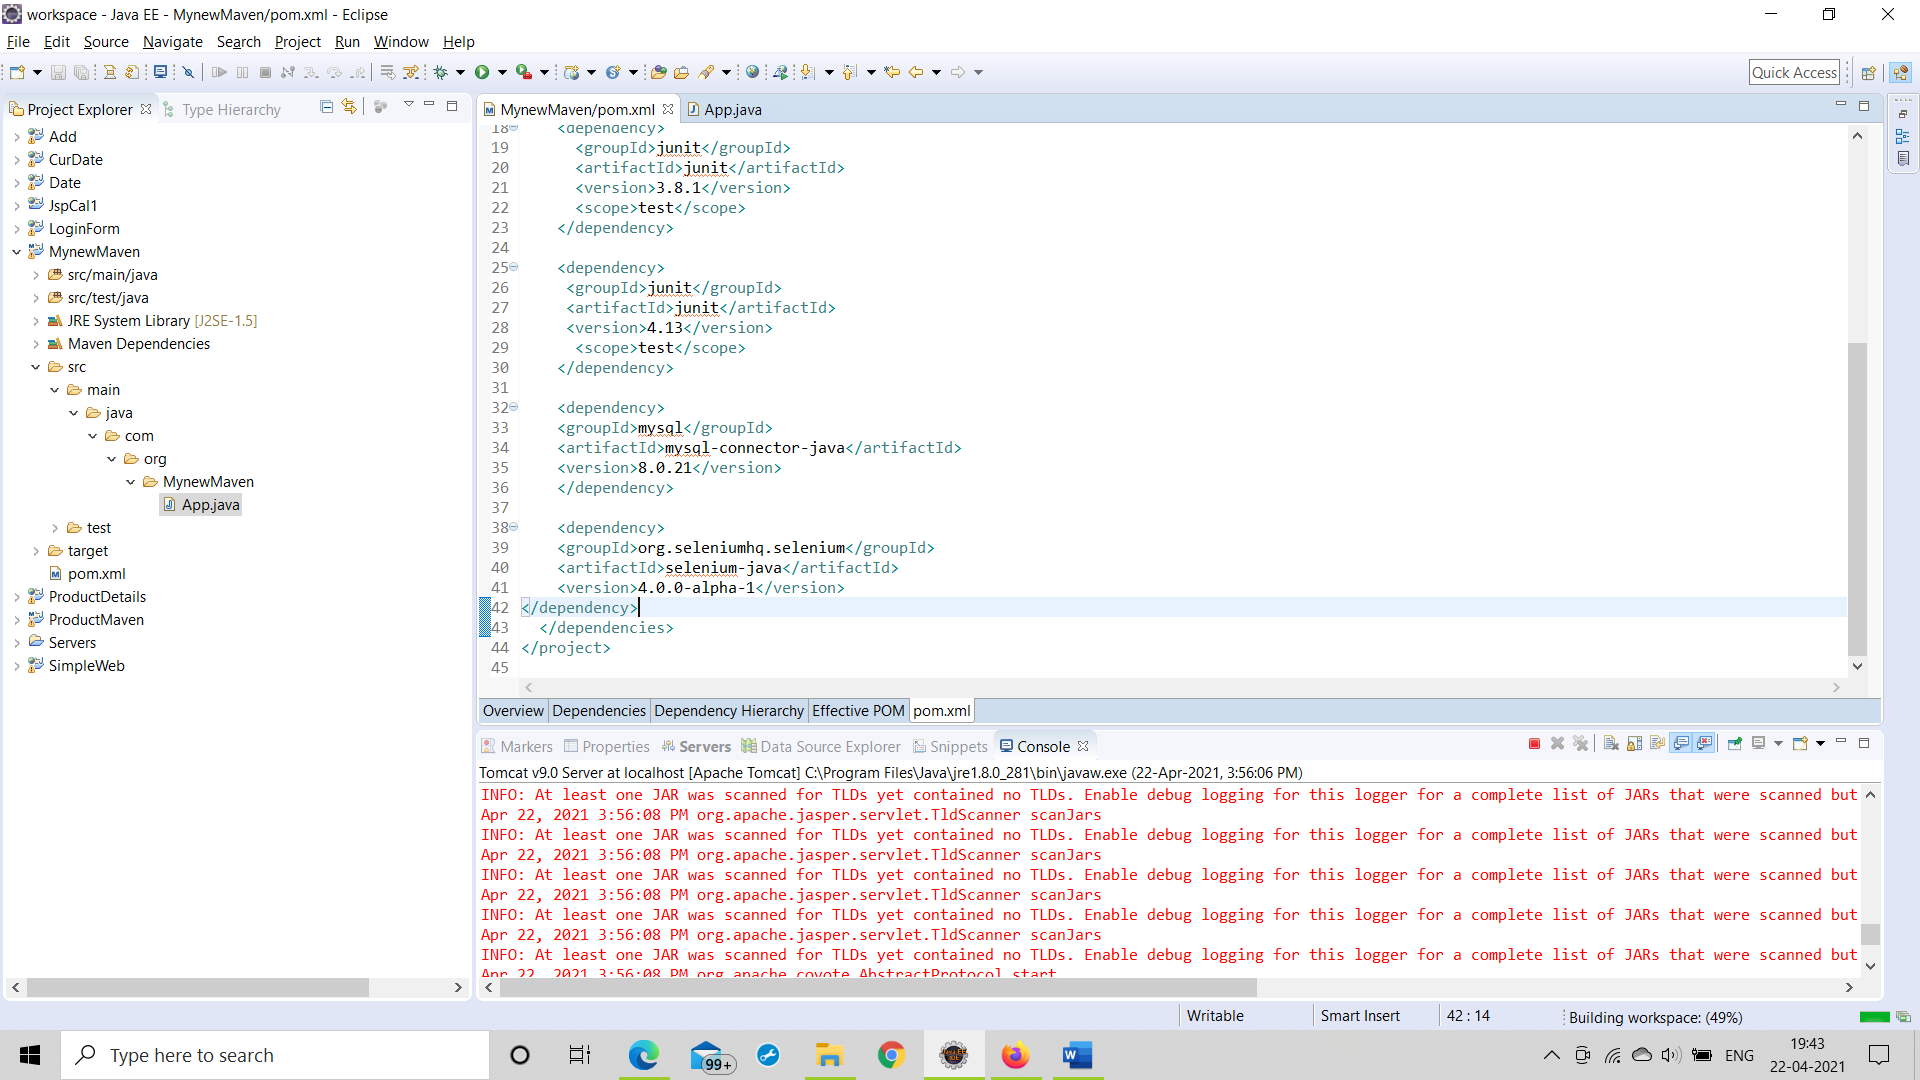 workspace - Java EE - MynewMaven/pom.xml - Eclipse
File Edit Source Navigate Search Project Run Window Help
Quick Access
Project Explorer Type Hierarchy
Add
CurDate
Date
JspCal1
LoginForm
MynewMaven
src/main/java
src/test/java
JRE System Library [J2SE-1.5]
Maven Dependencies
src
main
java
com
org
MynewMaven
App.java
test
target
pom.xml
ProductDetails
ProductMaven
Servers
SimpleWeb
MynewMaven/pom.xml App.java
18 <dependency>
19 <groupId>junit</groupId>
20 <artifactId>junit</artifactId>
21 <version>3.8.1</version>
22 <scope>test</scope>
23 </dependency>
24
25 <dependency>
26 <groupId>junit</groupId>
27 <artifactId>junit</artifactId>
28 <version>4.13</version>
29 <scope>test</scope>
30 </dependency>
31
32 <dependency>
33 <groupId>mysql</groupId>
34 <artifactId>mysql-connector-java</artifactId>
35 <version>8.0.21</version>
36 </dependency>
37
38 <dependency>
39 <groupId>org.seleniumhq.selenium</groupId>
40 <artifactId>selenium-java</artifactId>
41 <version>4.0.0-alpha-1</version>
42 </dependency>
43 </dependencies>
44 </project>
45
Overview Dependencies Dependency Hierarchy Effective POM pom.xml
Markers Properties Servers Data Source Explorer Snippets Console
Tomcat v9.0 Server at localhost [Apache Tomcat] C:\Program Files\Java\jre1.8.0_281\bin\javaw.exe (22-Apr-2021, 3:56:06 PM)
INFO: At least one JAR was scanned for TLDs yet contained no TLDs. Enable debug logging for this logger for a complete list of JARs that were scanned but
Apr 22, 2021 3:56:08 PM org.apache.jasper.servlet.TldScanner scanJars
INFO: At least one JAR was scanned for TLDs yet contained no TLDs. Enable debug logging for this logger for a complete list of JARs that were scanned but
Apr 22, 2021 3:56:08 PM org.apache.jasper.servlet.TldScanner scanJars
INFO: At least one JAR was scanned for TLDs yet contained no TLDs. Enable debug logging for this logger for a complete list of JARs that were scanned but
Apr 22, 2021 3:56:08 PM org.apache.jasper.servlet.TldScanner scanJars
INFO: At least one JAR was scanned for TLDs yet contained no TLDs. Enable debug logging for this logger for a complete list of JARs that were scanned but
Apr 22, 2021 3:56:08 PM org.apache.jasper.servlet.TldScanner scanJars
INFO: At least one JAR was scanned for TLDs yet contained no TLDs. Enable debug logging for this logger for a complete list of JARs that were scanned but
Apr 22, 2021 3:56:08 PM org.apache.coyote.AbstractProtocol start
Writable Smart Insert 42 : 14 Building workspace: (49%)
Type here to search
99+
ENG
19:43
22-04-2021